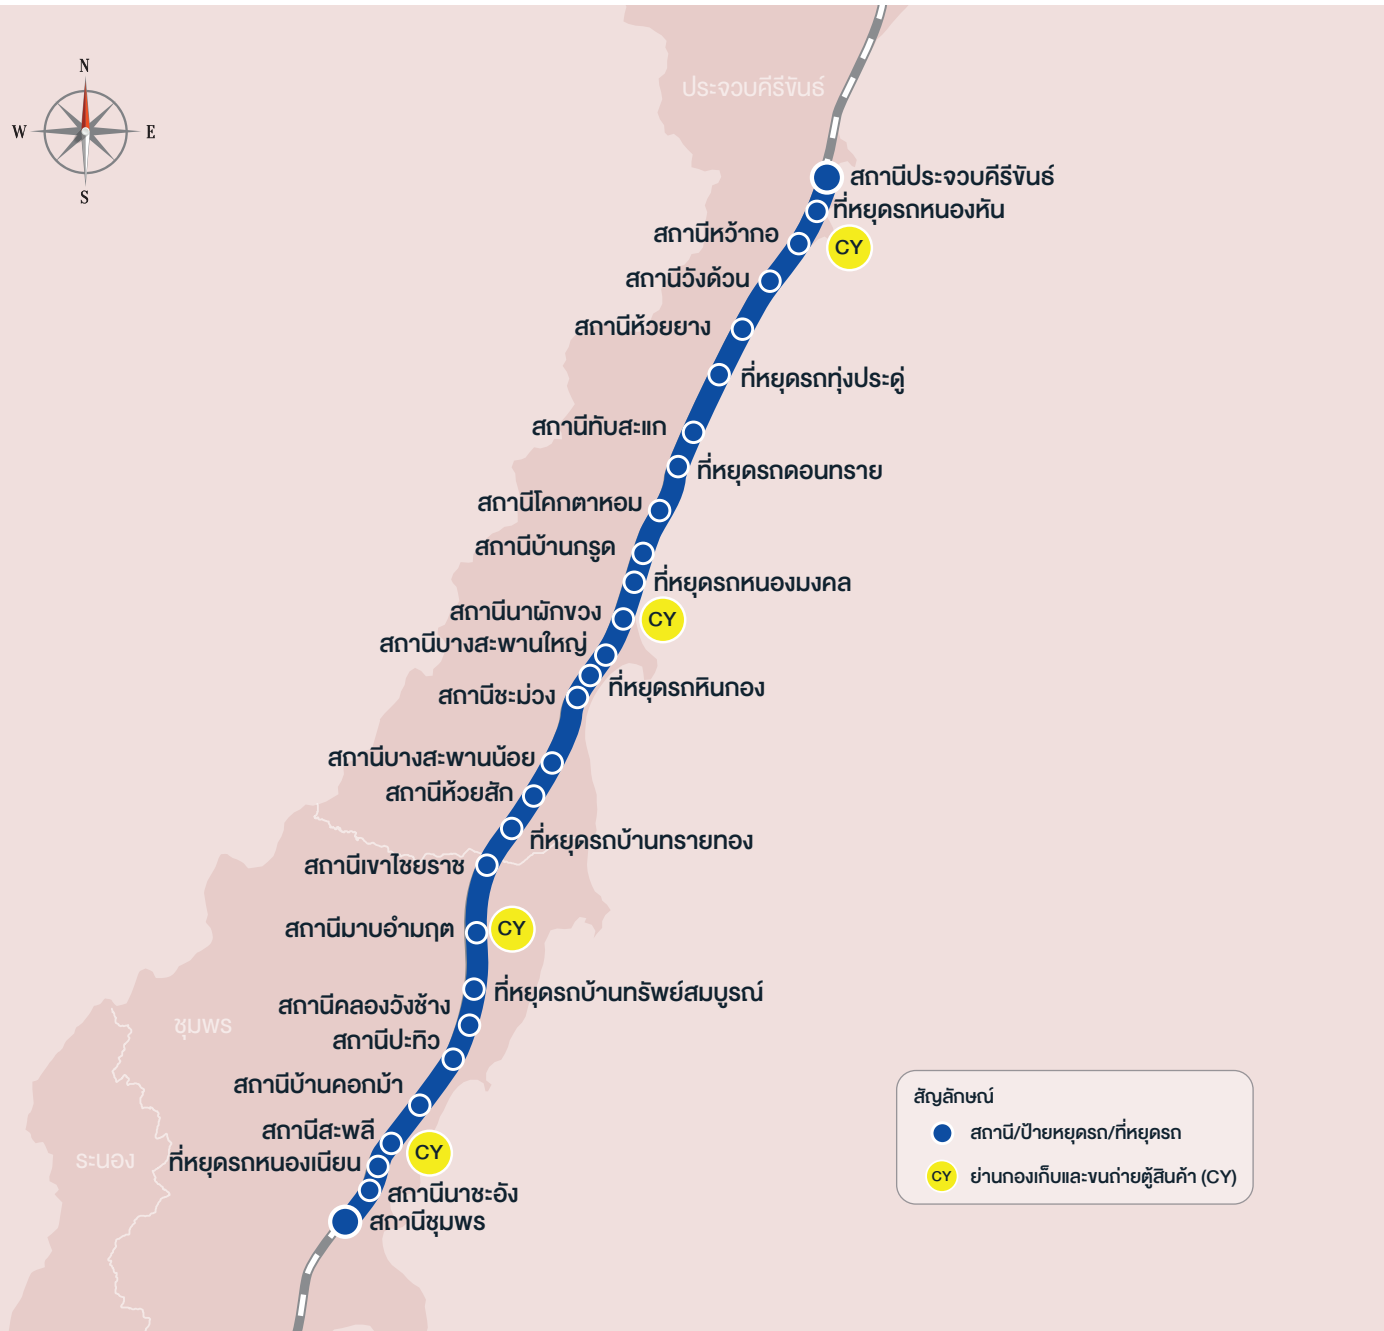 N
W
E
S
ประจวบคีรีขันธ์
สถานีประจวบคีรีขันธ์
ที่หยุดรถหนองหัน
สถานีหว้ากอ
CY
สถานีวังด้วน
สถานีห้วยยาง
ที่หยุดรถทุ่งประดู่
สถานีทับสะแก
ที่หยุดรถดอนทราย
สถานีโคกตาหอม
สถานีบ้านกรูด
ที่หยุดรถหนองมงคล
สถานีนาผักขวง
CY
สถานีบางสะพานใหญ่
ที่หยุดรถหินกอง
สถานีชะม่วง
สถานีบางสะพานน้อย
สถานีห้วยสัก
ที่หยุดรถบ้านทรายทอง
สถานีเขาไชยราช
สถานีมาบอำมฤต
CY
ที่หยุดรถบ้านทรัพย์สมบูรณ์
สถานีคลองวังช้าง
ชุมพร
สถานีปะทิว
สถานีบ้านคอกม้า
สถานีสะพลี
CY
ระนอง
ที่หยุดรถหนองเนียน
สถานีนาชะอัง
สถานีชุมพร
สัญลักษณ์
สถานี/ป้ายหยุดรถ/ที่หยุดรถ
CY ย่านกองเก็บและขนถ่ายตู้สินค้า (CY)